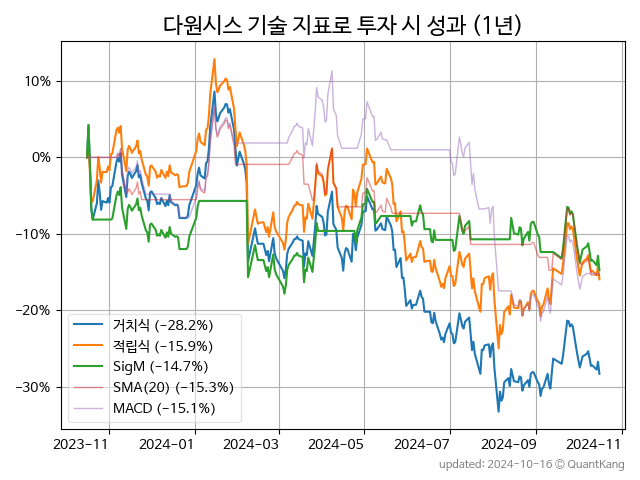 다원시스 기술 지표로 투자 시 성과 (1년)
10%
0%
−10%
−20%
−30%
거치식 (−28.2%)
적립식 (−15.9%)
SigM (−14.7%)
SMA(20) (−15.3%)
MACD (−15.1%)
2023-11 2024-01 2024-03 2024-05 2024-07 2024-09 2024-11
updated: 2024-10-16 © QuantKang